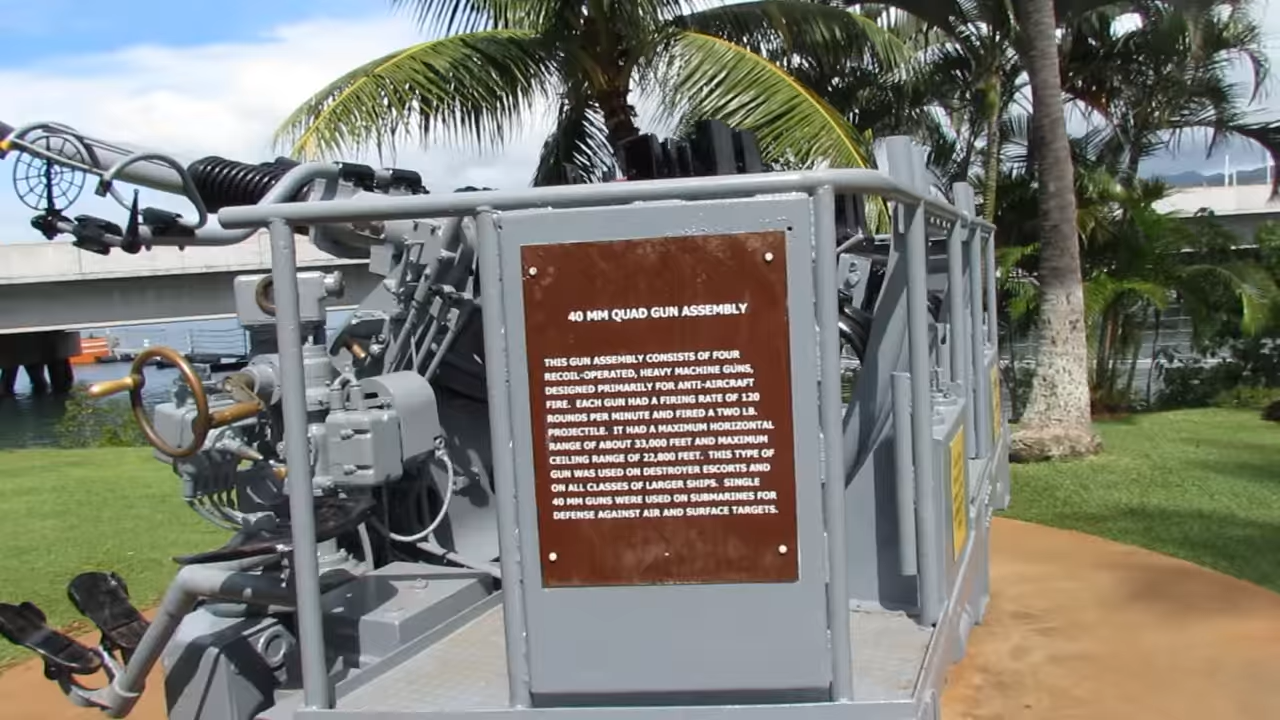 40 MM QUAD GUN ASSEMBLY
THIS GUN ASSEMBLY CONSISTS OF FOUR
RECOIL-OPERATED, HEAVY MACHINE GUNS,
DESIGNED PRIMARILY FOR ANTI-AIRCRAFT
FIRE. EACH GUN HAD A FIRING RATE OF 120
ROUNDS PER MINUTE AND FIRED A TWO LB.
PROJECTILE. IT HAD A MAXIMUM HORIZONTAL
RANGE OF ABOUT 33,000 FEET AND MAXIMUM
CEILING RANGE OF 22,800 FEET. THIS TYPE OF
GUN WAS USED ON DESTROYER ESCORTS AND
ON ALL CLASSES OF LARGER SHIPS. SINGLE
40 MM GUNS WERE USED ON SUBMARINES FOR
DEFENSE AGAINST AIR AND SURFACE TARGETS.